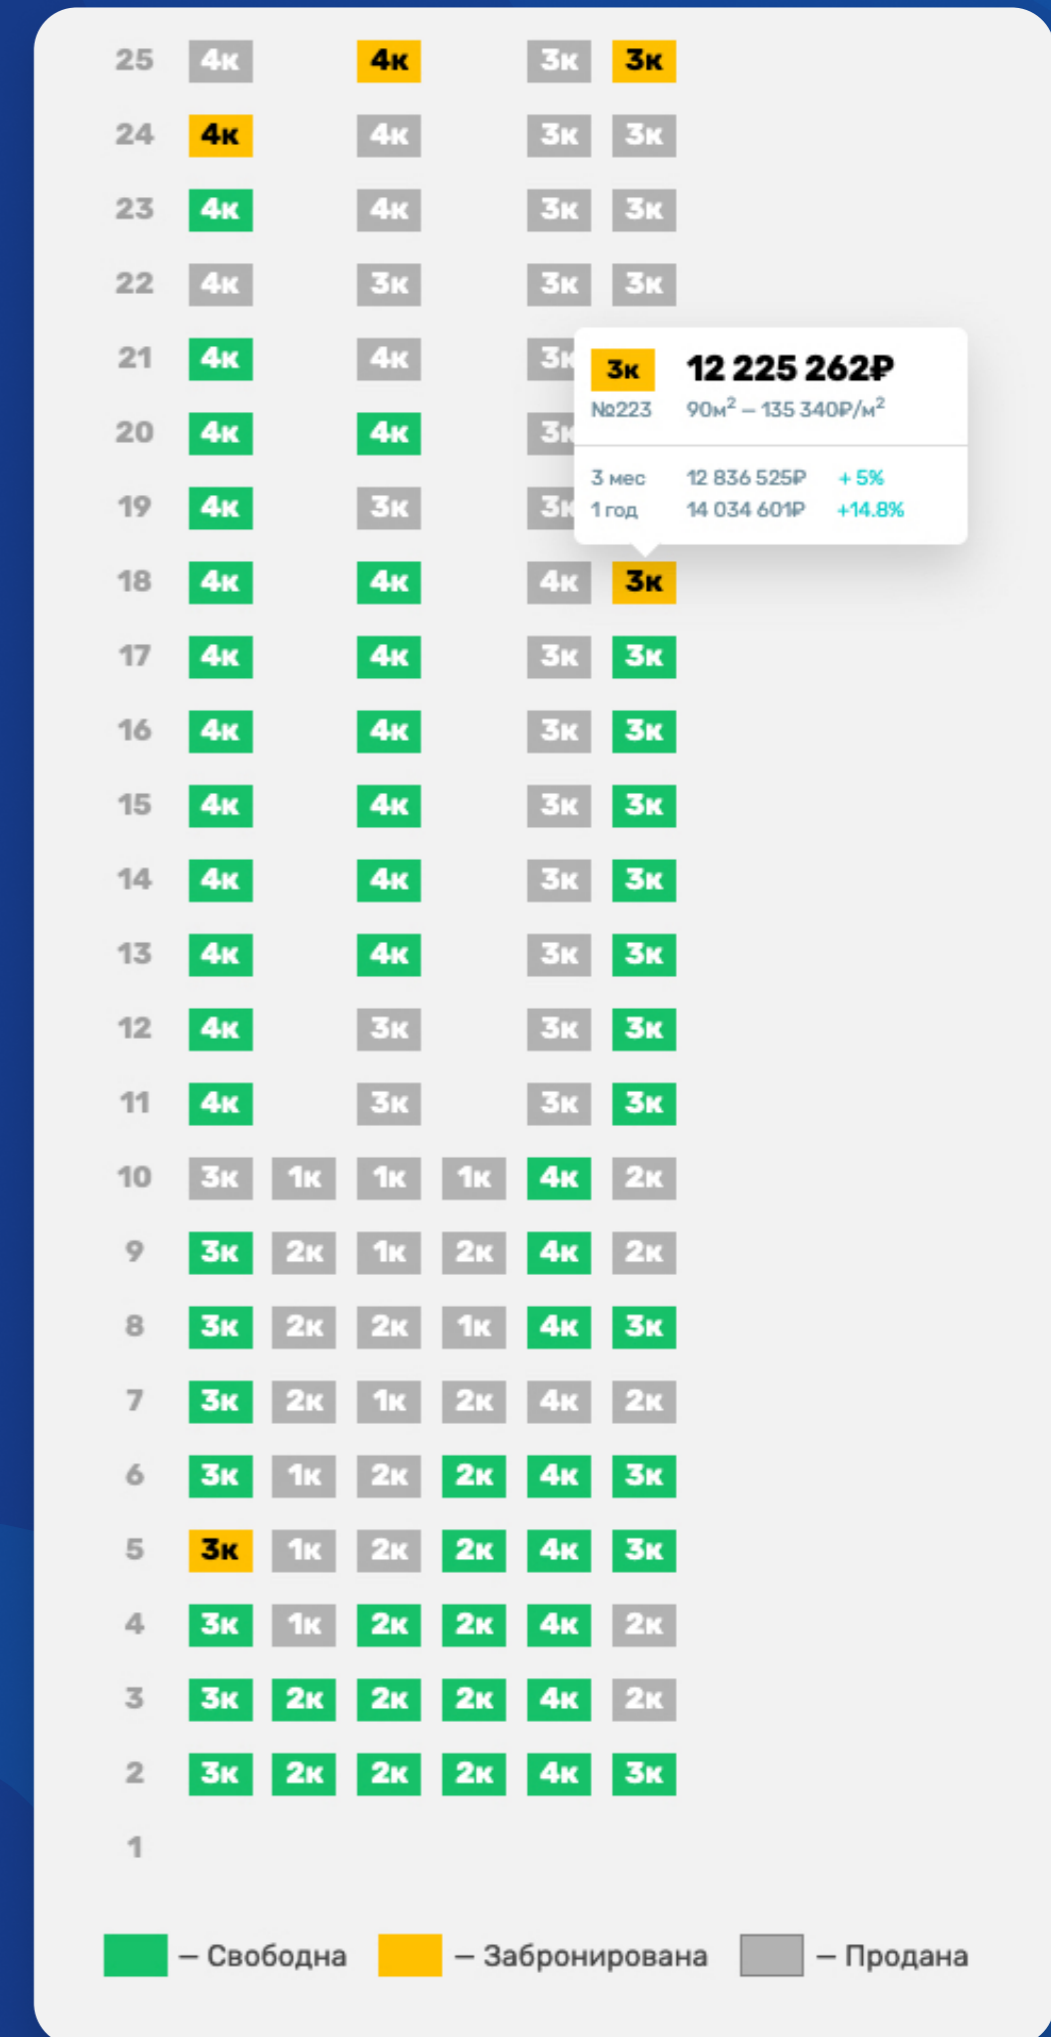 25 4к 4к 3к 3к
24 4к 4к 3к 3к
23 4к 4к 3к 3к
22 4к 3к 3к 3к
21 4к 4к 3к
20 4к 4к 3к
19 4к 3к 3к
3к 12 225 262₽
№223 90м² – 135 340₽/м²
3 мес 12 836 525₽ + 5%
1 год 14 034 601₽ +14.8%
18 4к 4к 4к 3к
17 4к 4к 3к 3к
16 4к 4к 3к 3к
15 4к 4к 3к 3к
14 4к 4к 3к 3к
13 4к 4к 3к 3к
12 4к 3к 3к 3к
11 4к 3к 3к 3к
10 3к 1к 1к 1к 4к 2к
9 3к 2к 1к 2к 4к 2к
8 3к 2к 2к 1к 4к 3к
7 3к 2к 1к 2к 4к 2к
6 3к 1к 2к 2к 4к 3к
5 3к 1к 2к 2к 4к 3к
4 3к 1к 2к 2к 4к 2к
3 3к 2к 2к 2к 4к 2к
2 3к 2к 2к 2к 4к 3к
1
– Свободна – Забронирована – Продана